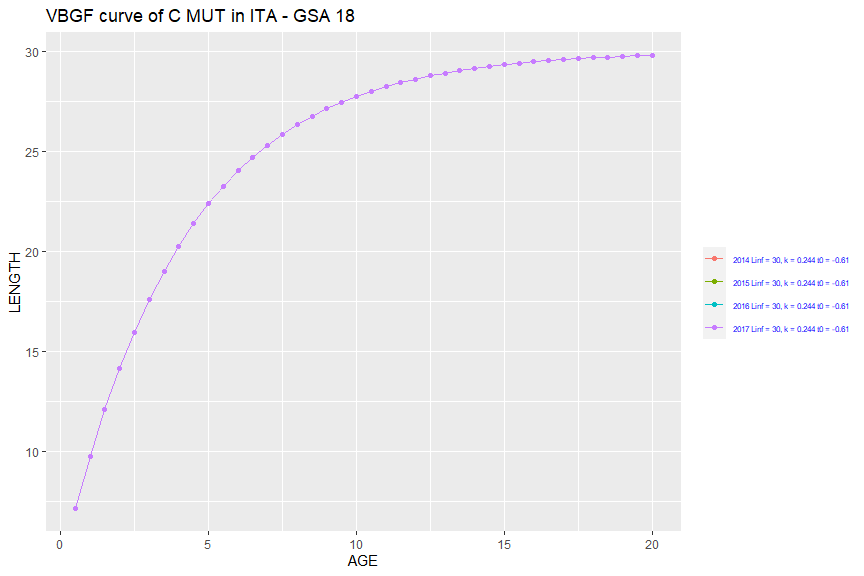 VBGF curve of C MUT in ITA - GSA 18
LENGTH
30
25
20
15
10
0
5
10
15
20
AGE
2014 Linf = 30, k = 0.244 t0 = -0.61
2015 Linf = 30, k = 0.244 t0 = -0.61
2016 Linf = 30, k = 0.244 t0 = -0.61
2017 Linf = 30, k = 0.244 t0 = -0.61